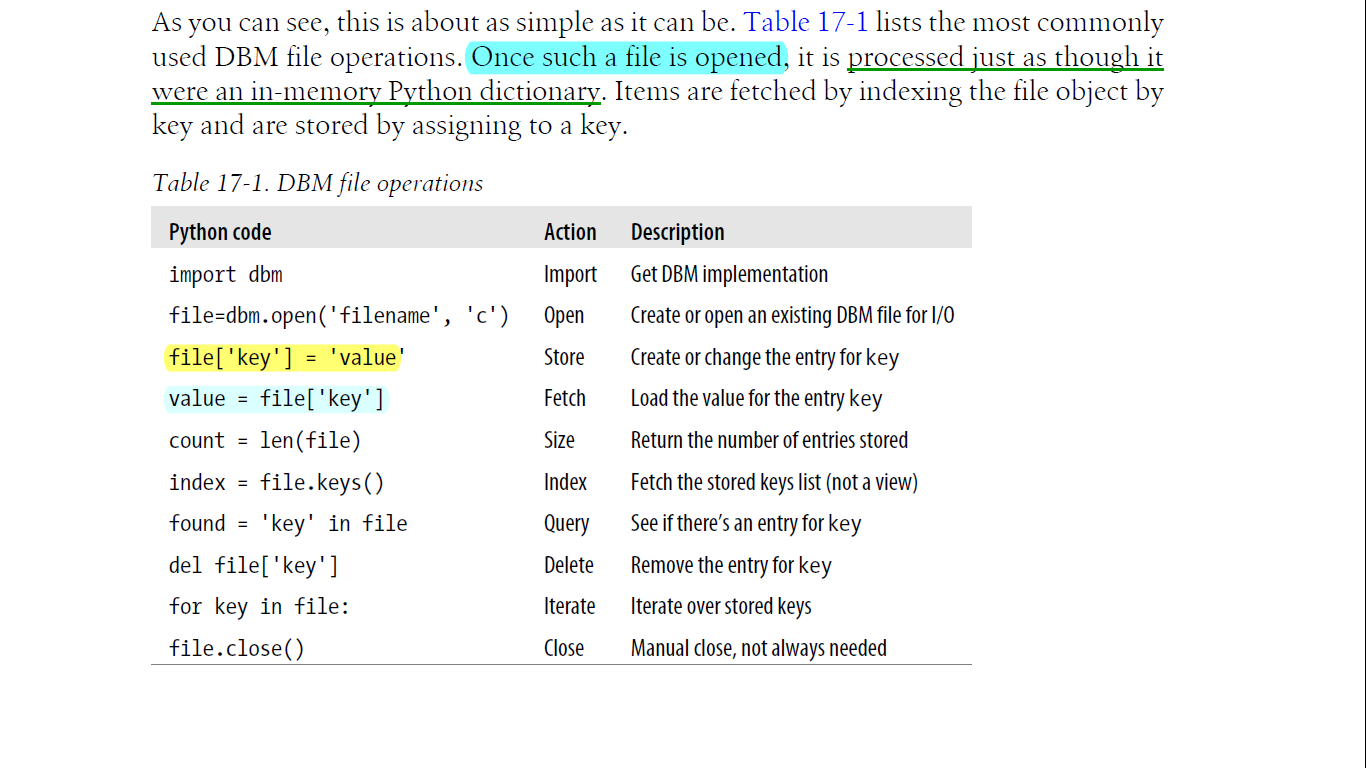 As you can see, this is about as simple as it can be. Table 17-1 lists the most commonly
used DBM file operations. Once such a file is opened, it is processed just as though it
were an in-memory Python dictionary. Items are fetched by indexing the file object by
key and are stored by assigning to a key.
Table 17-1. DBM file operations
Python code Action Description
import dbm Import Get DBM implementation
file=dbm.open('filename', 'c') Open Create or open an existing DBM file for I/O
file['key'] = 'value' Store Create or change the entry for key
value = file['key'] Fetch Load the value for the entry key
count = len(file) Size Return the number of entries stored
index = file.keys() Index Fetch the stored keys list (not a view)
found = 'key' in file Query See if there's an entry for key
del file['key'] Delete Remove the entry for key
for key in file: Iterate Iterate over stored keys
file.close() Close Manual close, not always needed